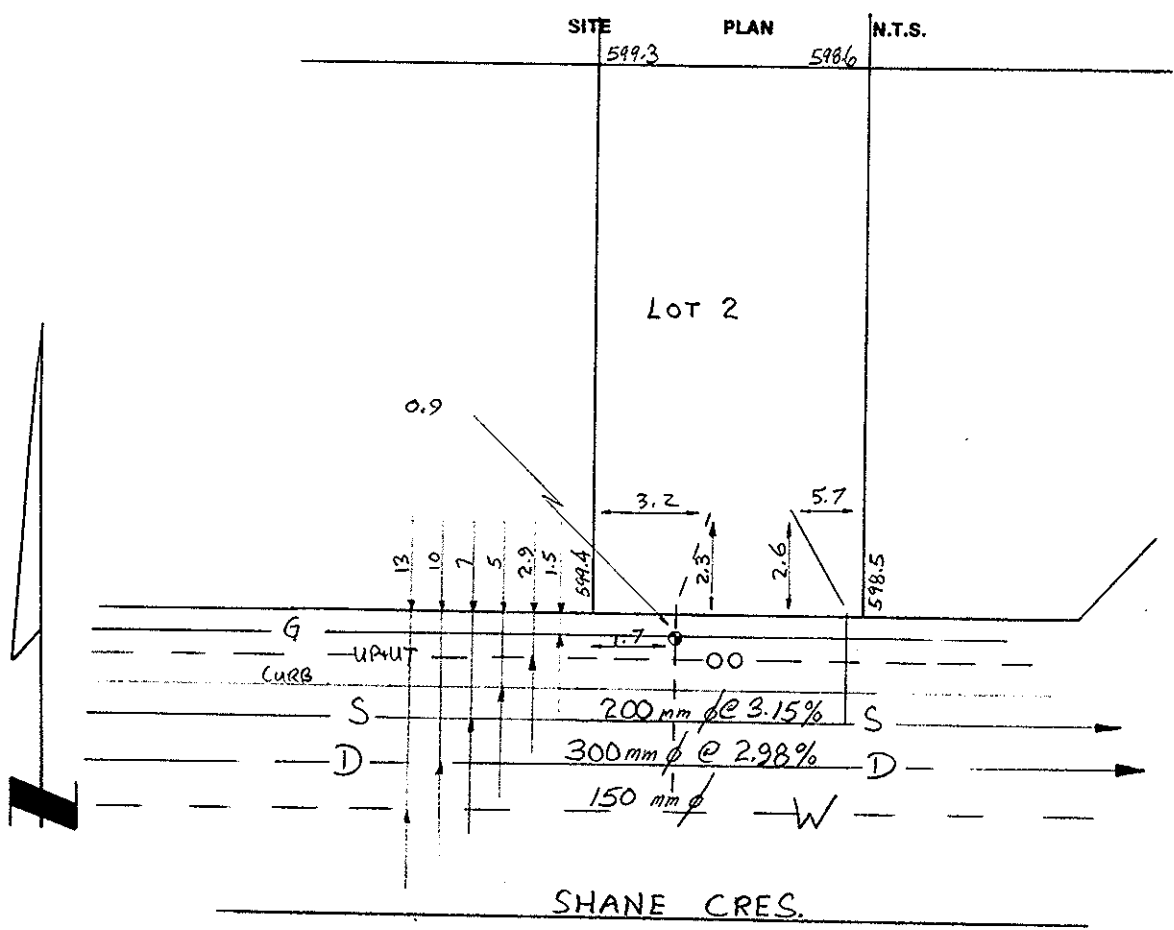 SITE PLAN N.T.S.
599.3 598.6
LOT 2
0.9
3.2 5.7
13 10 7 5 2.9 1.5 599.4 2.5 2.6 598.5
G 1.7
UP&UT OO
CURB
S 200 mm ϕ @ 3.15% S
D 300 mm ϕ @ 2.98% D
150 mm ϕ W
SHANE CRES.